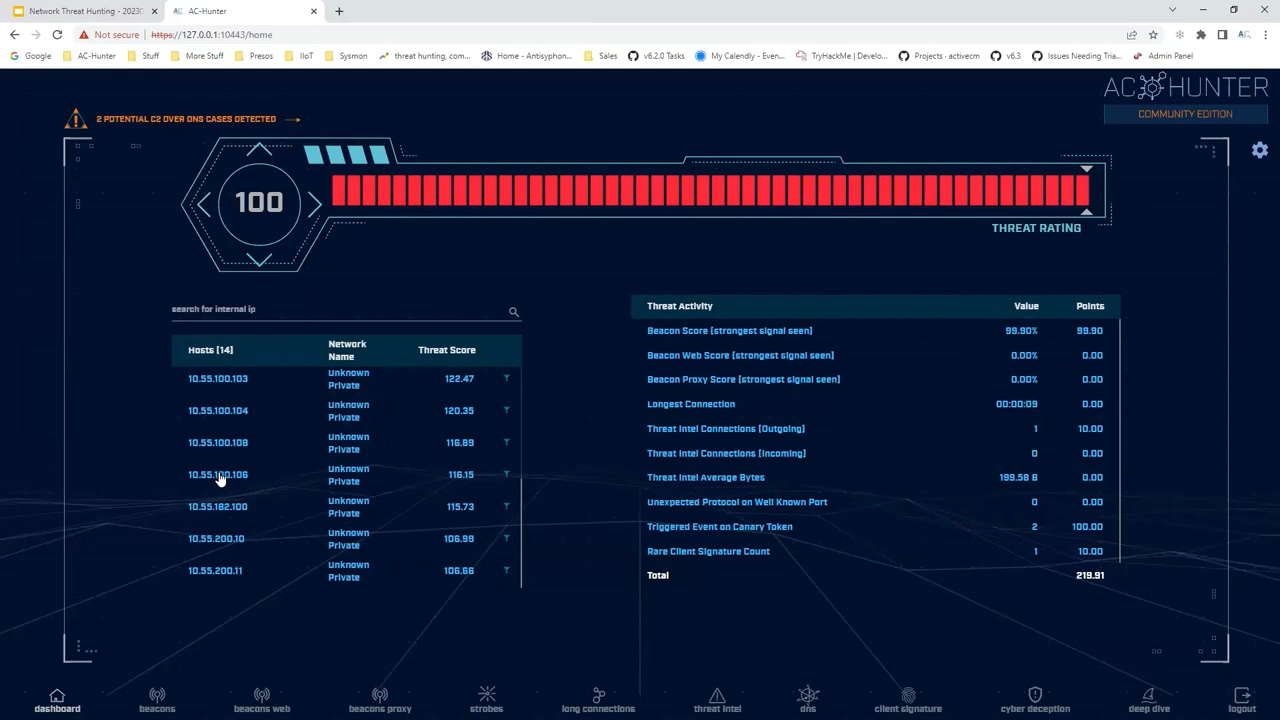 Network Threat Hunting - 20230
AC-Hunter
Not secure
https://127.0.0.1:10443/home
Google
AC-Hunter
Stuff
More Stuff
Presos
IIoT
Sysmon
threat hunting, com...
Home - Antisyphon...
Sales
v6.2.0 Tasks
My Calendly - Even...
TryHackMe | Develo...
Projects · activecm
v6.3
Issues Needing Tria...
Admin Panel
AC HUNTER
COMMUNITY EDITION
2 POTENTIAL C2 OVER DNS CASES DETECTED
100
THREAT RATING
search for internal ip
Hosts [14] Network Name Threat Score
10.55.100.103 Unknown Private 122.47
10.55.100.104 Unknown Private 120.35
10.55.100.108 Unknown Private 116.89
10.55.100.106 Unknown Private 116.15
10.55.182.100 Unknown Private 115.73
10.55.200.10 Unknown Private 106.99
10.55.200.11 Unknown Private 106.66
Threat Activity Value Points
Beacon Score [strongest signal seen] 99.90% 99.90
Beacon Web Score [strongest signal seen] 0.00% 0.00
Beacon Proxy Score [strongest signal seen] 0.00% 0.00
Longest Connection 00:00:09 0.00
Threat Intel Connections [Outgoing] 1 10.00
Threat Intel Connections [Incoming] 0 0.00
Threat Intel Average Bytes 199.58 B 0.00
Unexpected Protocol on Well Known Port 0 0.00
Triggered Event on Canary Token 2 100.00
Rare Client Signature Count 1 10.00
Total 219.91
dashboard
beacons
beacons web
beacons proxy
strobes
long connections
threat intel
dns
client signature
cyber deception
deep dive
logout